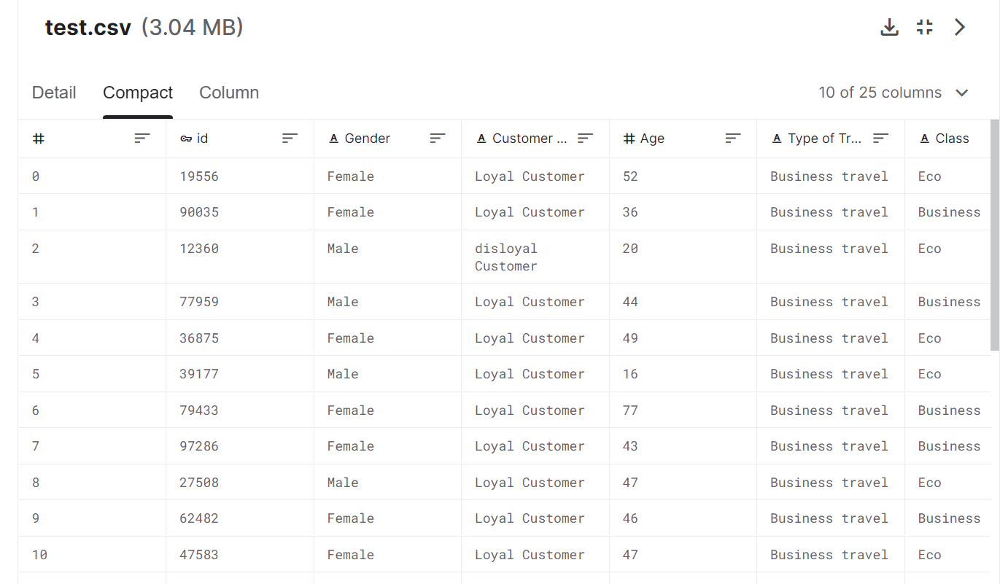 test.csv (3.04 MB)
Detail Compact Column 10 of 25 columns
# id Gender Customer ... # Age Type of Tr... Class
0 19556 Female Loyal Customer 52 Business travel Eco
1 90035 Female Loyal Customer 36 Business travel Business
2 12360 Male disloyal Customer 20 Business travel Eco
3 77959 Male Loyal Customer 44 Business travel Business
4 36875 Female Loyal Customer 49 Business travel Eco
5 39177 Male Loyal Customer 16 Business travel Eco
6 79433 Female Loyal Customer 77 Business travel Business
7 97286 Female Loyal Customer 43 Business travel Business
8 27508 Male Loyal Customer 47 Business travel Eco
9 62482 Female Loyal Customer 46 Business travel Business
10 47583 Female Loyal Customer 47 Business travel Eco